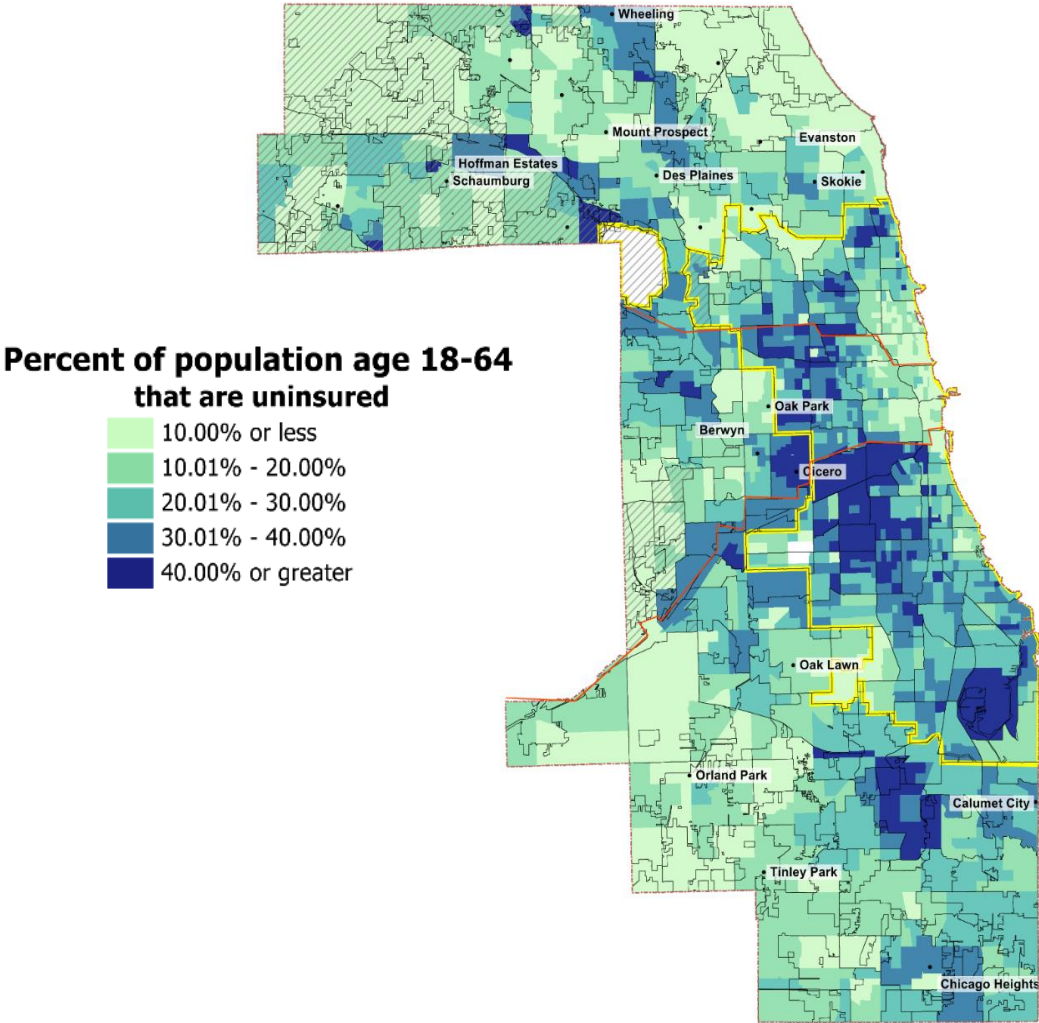 Wheeling
Mount Prospect
Evanston
Hoffman Estates
Schaumburg
Des Plaines
Skokie
Percent of population age 18-64
that are uninsured
10.00% or less
10.01% - 20.00%
20.01% - 30.00%
30.01% - 40.00%
40.00% or greater
Oak Park
Berwyn
Cicero
Oak Lawn
Orland Park
Calumet City
Tinley Park
Chicago Heights